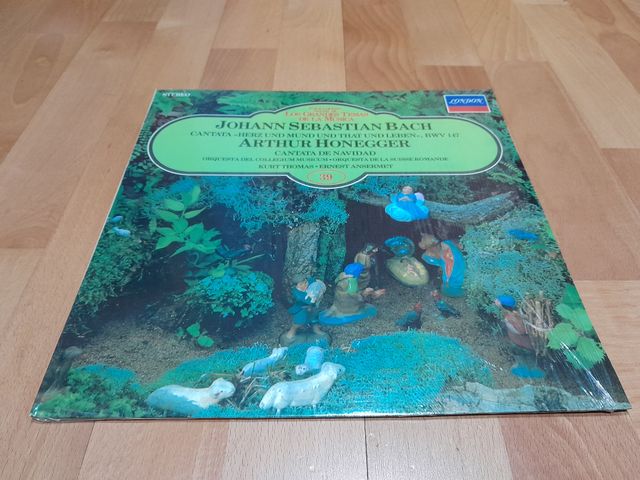 STEREO
LONDON
LOS GRANDES TEMAS
DE LA MUSICA
JOHANN SEBASTIAN BACH
CANTATA «HERZ UND MUND UND THAT UND LEBEN», BWV 147
ARTHUR HONEGGER
CANTATA DE NAVIDAD
ORQUESTA DEL COLLEGIUM MUSICUM • ORQUESTA DE LA SUISSE ROMANDE
KURT THOMAS • ERNEST ANSERMET
39